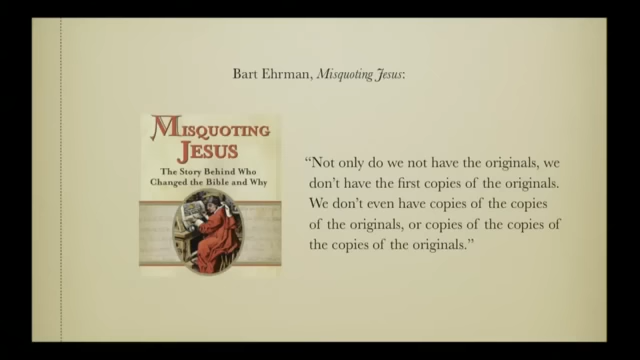 Bart Ehrman, Misquoting Jesus:
MISQUOTING
JESUS
The Story Behind Who
Changed the Bible and Why
“Not only do we not have the originals, we
don’t have the first copies of the originals.
We don’t even have copies of the copies
of the originals, or copies of the copies of
the copies of the originals.”